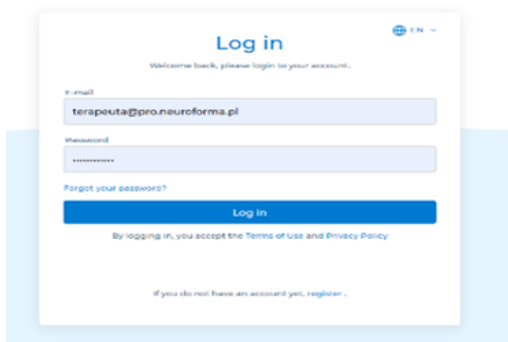 EN
Log in
Welcome back, please login to your account.
E-mail
terapeuta@pro.neuroforma.pl
Password
••••••••••••
Forgot your password?
Log in
By logging in, you accept the Terms of Use and Privacy Policy
If you do not have an account yet, register .